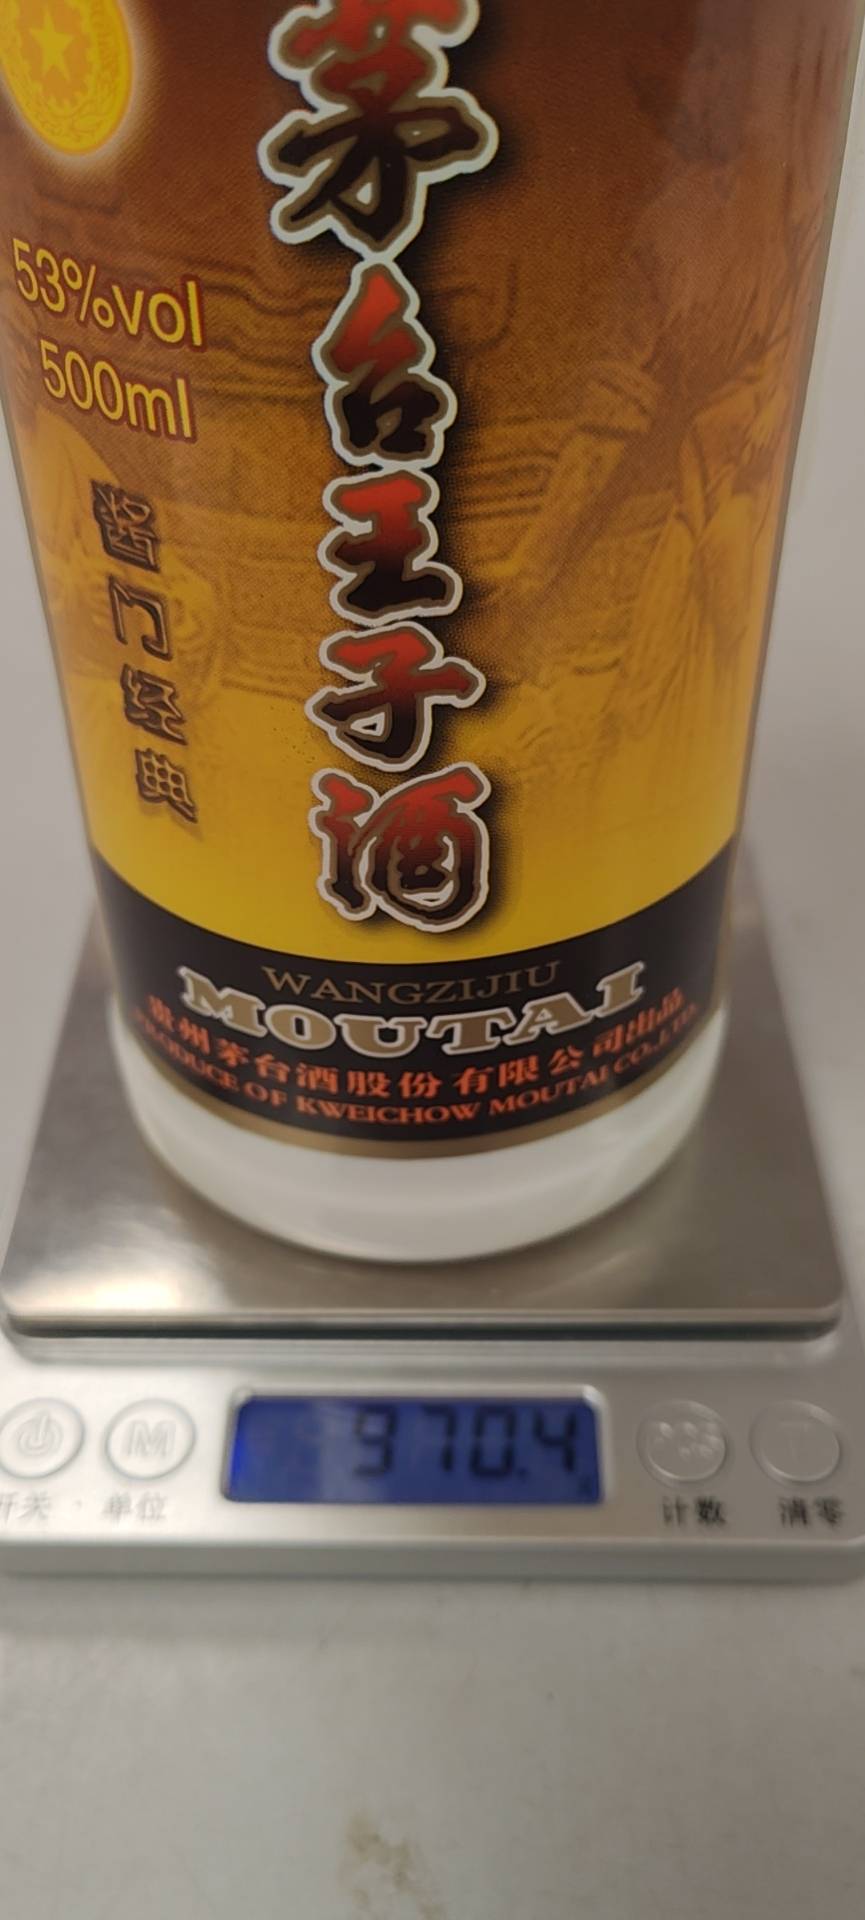 53%vol
500ml
酱门经典
茅台王子酒
WANGZIJIU
MOUTAI
贵州茅台酒股份有限公司出品
PRODUCE OF KWEICHOW MOUTAI CO.,LTD.
970.4
M
开关 · 单位
计数
清零